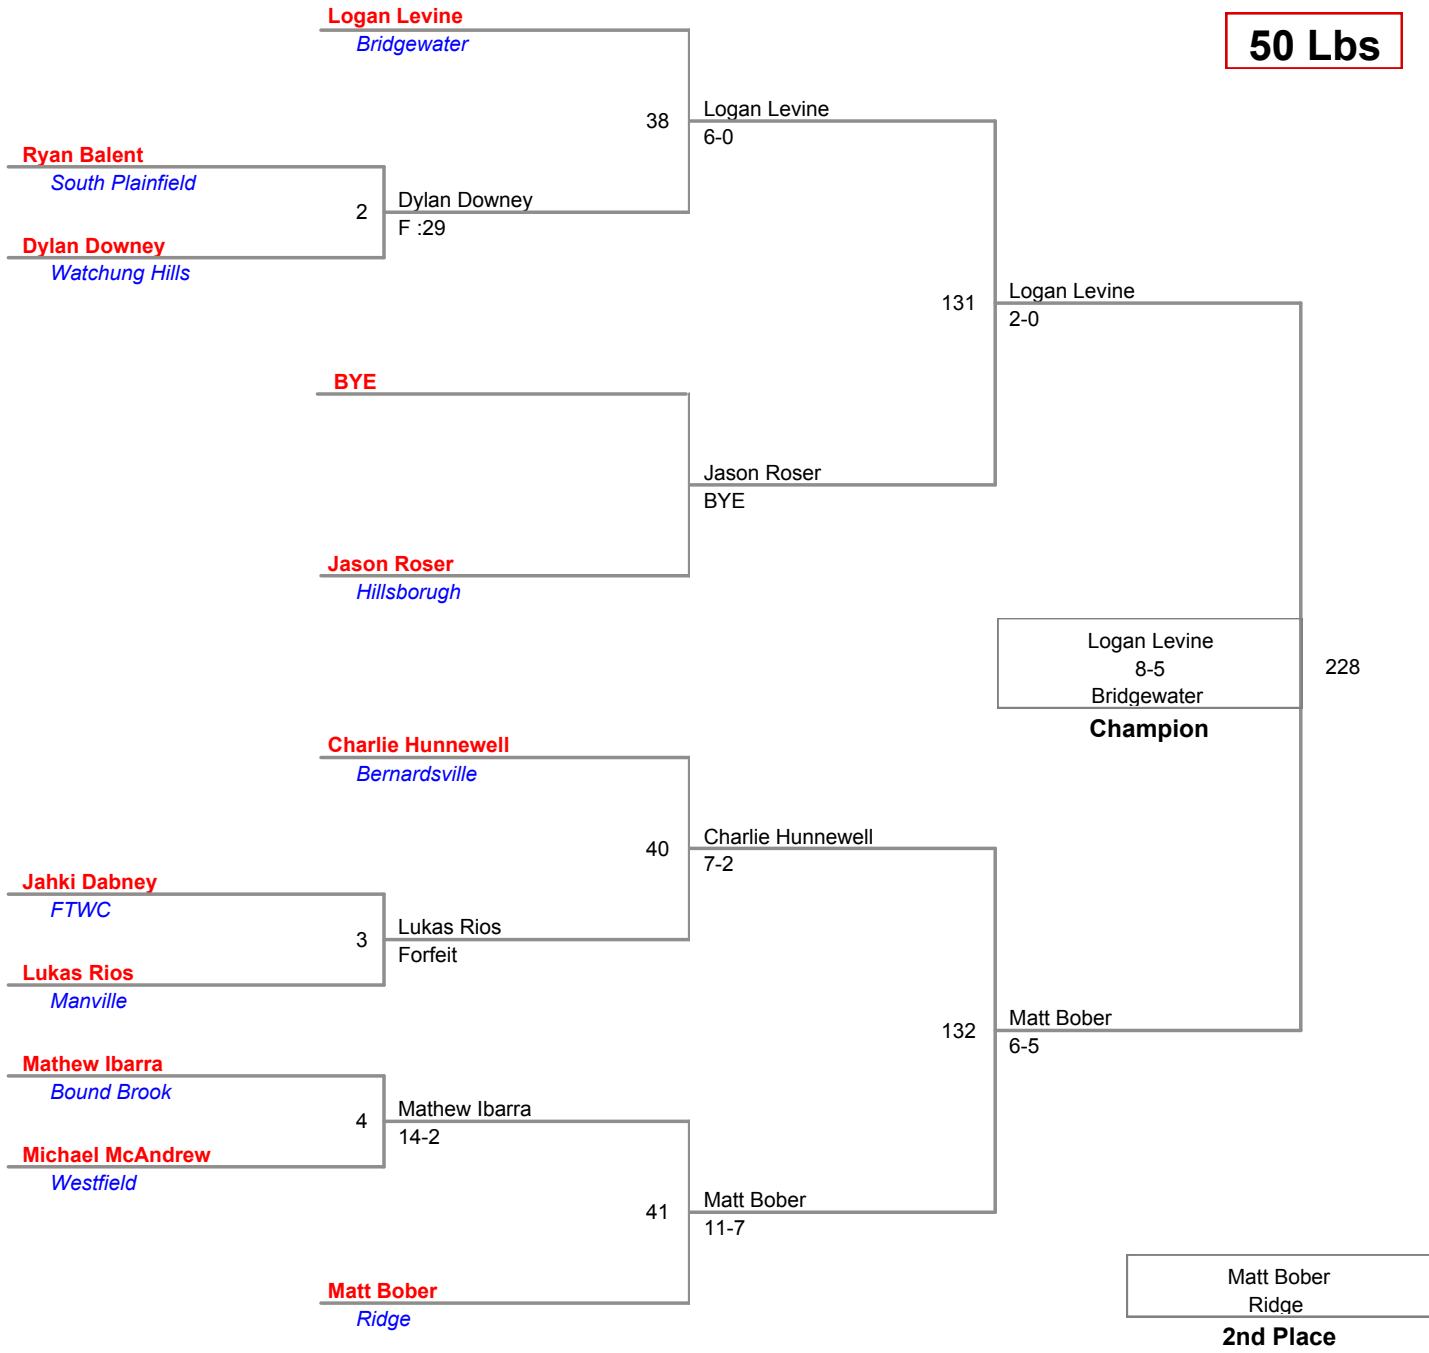 Logan Levine
Bridgewater
50 Lbs
38
Logan Levine
6-0
Ryan Balent
South Plainfield
2
Dylan Downey
F :29
Dylan Downey
Watchung Hills
131
Logan Levine
2-0
BYE
Jason Roser
BYE
Jason Roser
Hillsborugh
Logan Levine
8-5
Bridgewater
228
Champion
Charlie Hunnewell
Bernardsville
40
Charlie Hunnewell
7-2
Jahki Dabney
FTWC
3
Lukas Rios
Forfeit
Lukas Rios
Manville
132
Matt Bober
6-5
Mathew Ibarra
Bound Brook
4
Mathew Ibarra
14-2
Michael McAndrew
Westfield
41
Matt Bober
11-7
Matt Bober
Ridge
Matt Bober
Ridge
2nd Place